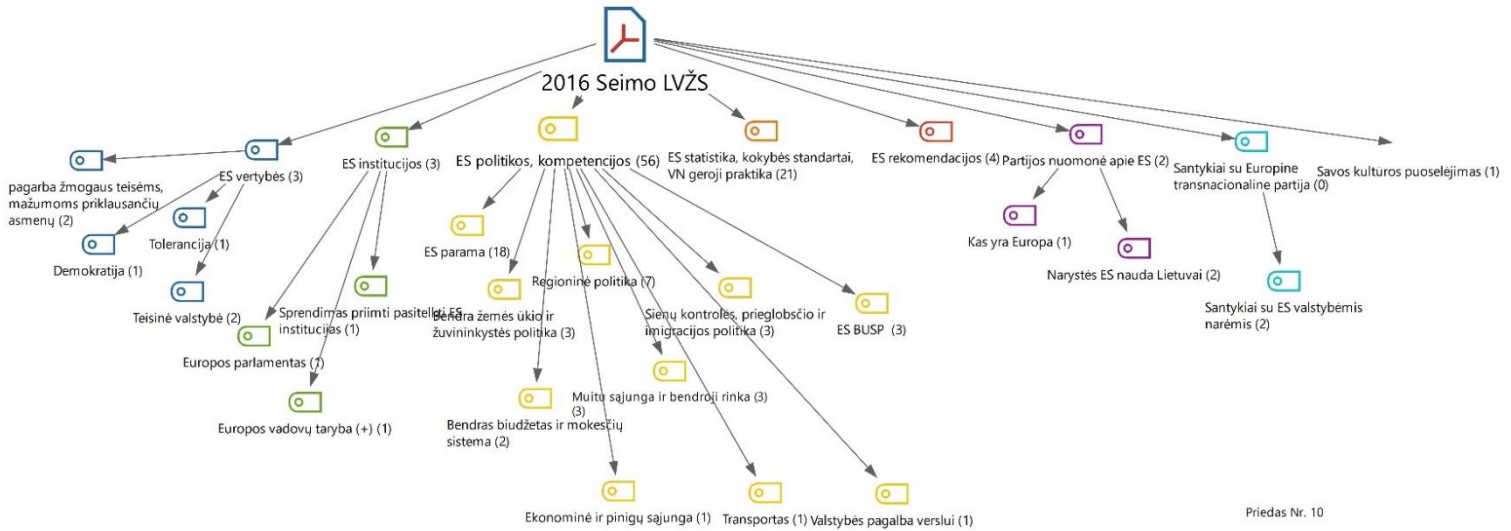 2016 Seimo LVŽS
pagarba žmogaus teisėms,
mažumoms priklausančių
asmenų (2)
ES vertybės (3)
ES institucijos (3)
ES politikos, kompetencijos (56)
ES statistika, kokybės standartai,
VN geroji praktika
(21)
ES rekomendacijos (4)
Partijos nuomonė apie ES (2)
Santykiai su Europine
transnacionaline partija (0)
Savos kultūros puoselėjimas (1)
Demokratija (1)
Tolerancija (1)
Teisinė valstybė (2)
Sprendimas priimti pasitelkti ES
institucijas (1)
Europos parlamentas (1)
Europos vadovų taryba (+) (1)
ES parama (18)
Regioninė politika (7)
Bendra žemės ūkio ir
žuvininkystės politika (3)
Sienų kontrolės, prieglobsčio ir
imigracijos politika (3)
ES BUSP (3)
Kas yra Europa (1)
Narystės ES nauda Lietuvai (2)
Santykiai su ES valstybėmis
narėmis (2)
Muitų sąjunga ir bendroji rinka (3)
(3)
Bendras biudžetas ir mokesčių
sistema (2)
Ekonominė ir pinigų sąjunga (1)
Transportas (1)
Valstybės pagalba verslui (1)
Priedas Nr. 10